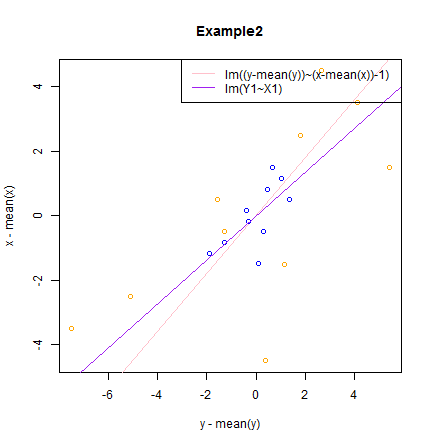 Example2
lm((y-mean(y))~(x-mean(x))-1)
lm(Y1~X1)
4
2
0
-2
-4
x - mean(x)
-6 -4 -2 0 2 4
y - mean(y)